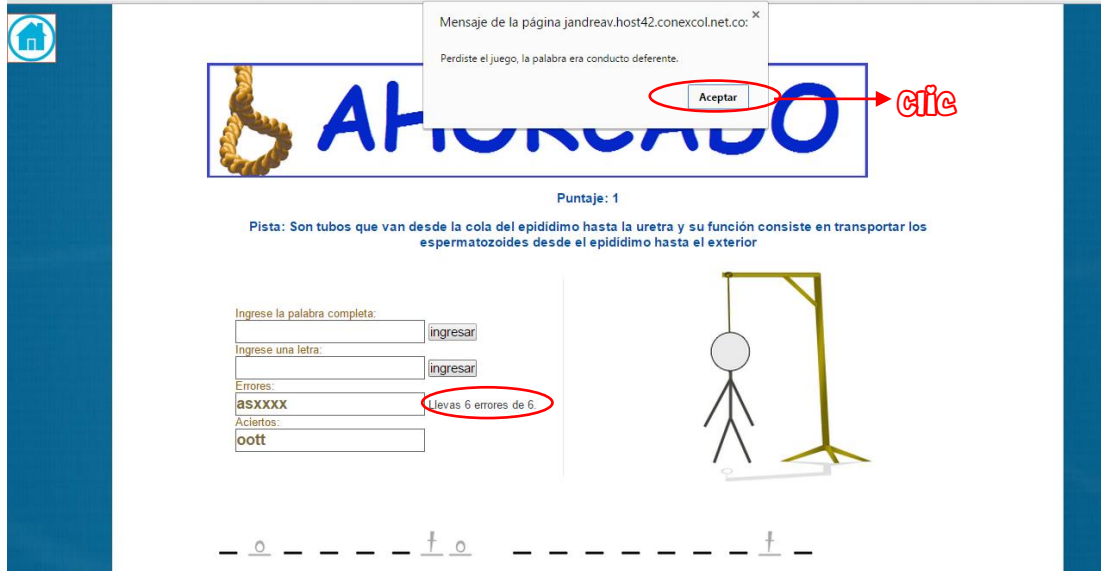 Mensaje de la página jandreav.host42.conexcol.net.co: ×
Perdiste el juego, la palabra era conducto deferente.
Aceptar
clic
AHORCADO
Puntaje: 1
Pista: Son tubos que van desde la cola del epidídimo hasta la uretra y su función consiste en transportar los
espermatozoides desde el epidídimo hasta el exterior
Ingrese la palabra completa:
ingresar
Ingrese una letra:
ingresar
Errores:
asxxxx Llevas 6 errores de 6.
Aciertos:
oott
_ o _ _ _ _ t o _ _ _ _ _ _ _ t _